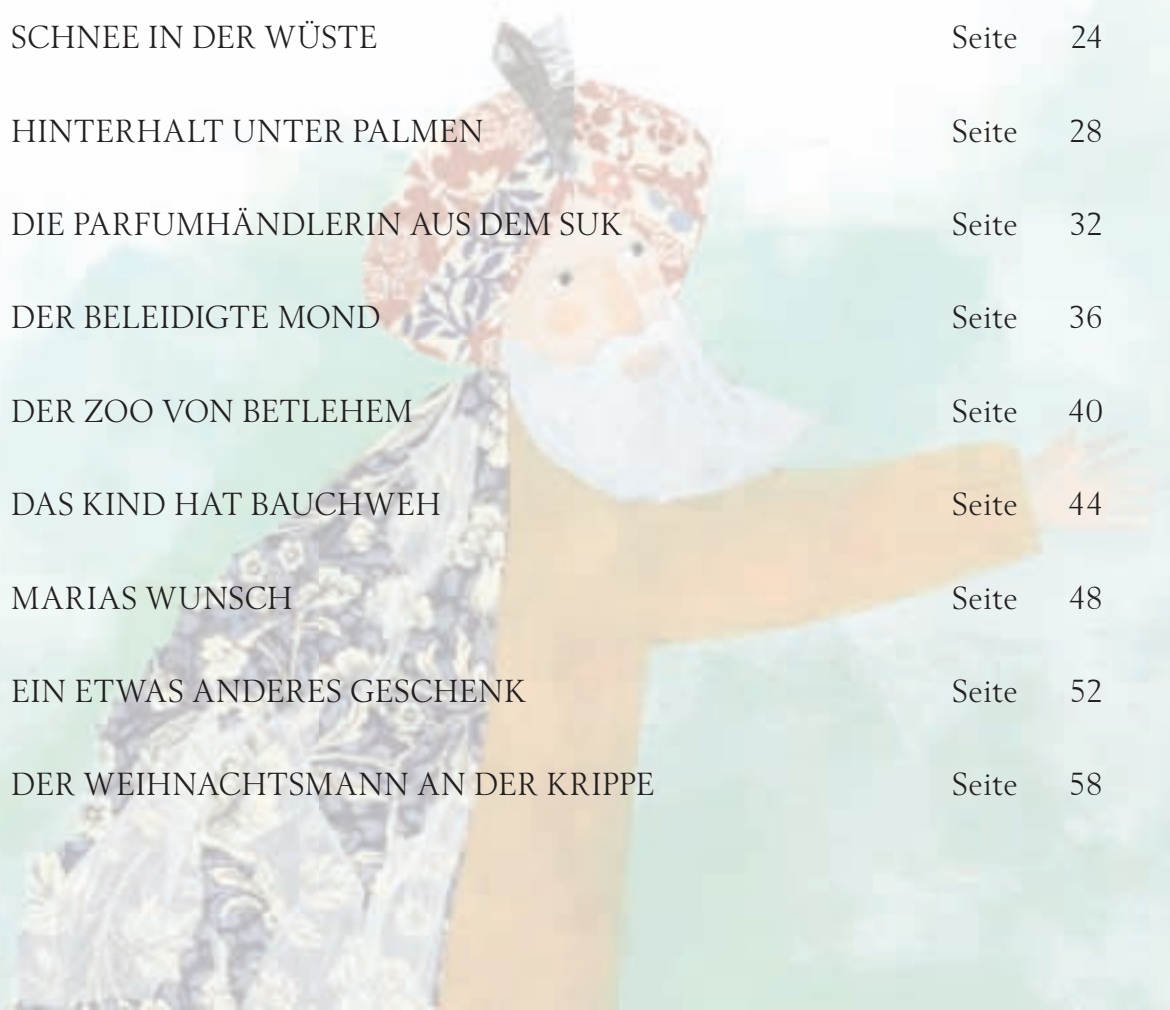 SCHNEE IN DER WÜSTE Seite 24
HINTERHALT UNTER PALMEN Seite 28
DIE PARFUMHÄNDLERIN AUS DEM SUK Seite 32
DER BELEIDIGTE MOND Seite 36
DER ZOO VON BETLEHEM Seite 40
DAS KIND HAT BAUCHWEH Seite 44
MARIAS WUNSCH Seite 48
EIN ETWAS ANDERES GESCHENK Seite 52
DER WEIHNACHTSMANN AN DER KRIPPE Seite 58